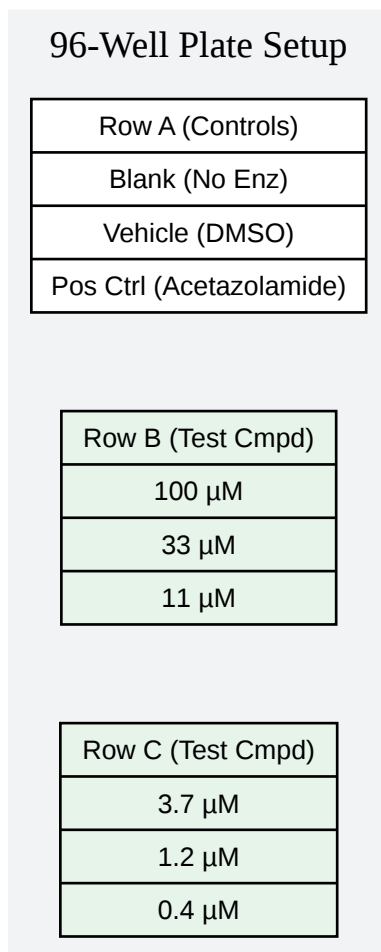 96-Well Plate Setup
Row A (Controls)
Blank (No Enz)
Vehicle (DMSO)
Pos Ctrl (Acetazolamide)
Row B (Test Cmpd)
100 µM
33 µM
11 µM
Row C (Test Cmpd)
3.7 µM
1.2 µM
0.4 µM